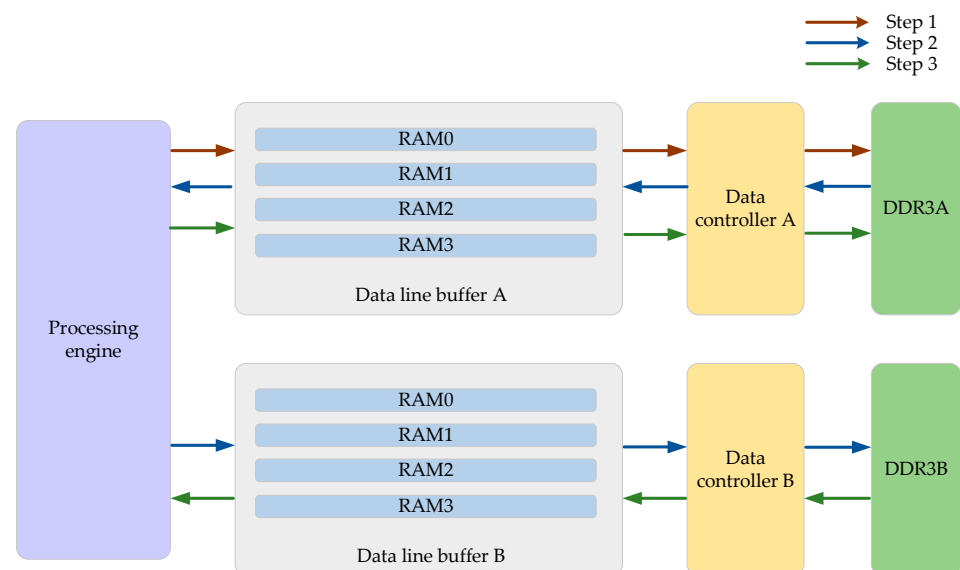 Step 1
Step 2
Step 3
Processing
engine
RAM0
RAM1
RAM2
RAM3
Data line buffer A
Data
controller A
DDR3A
RAM0
RAM1
RAM2
RAM3
Data line buffer B
Data
controller B
DDR3B